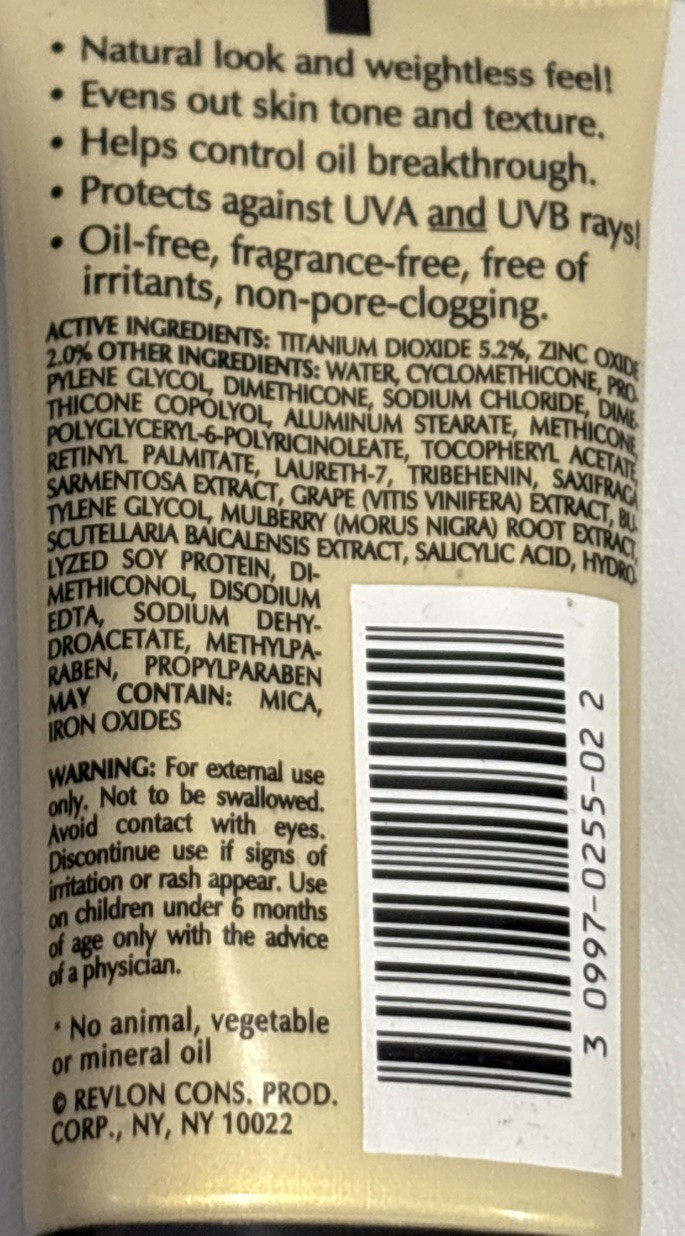 • Natural look and weightless feel!
• Evens out skin tone and texture.
• Helps control oil breakthrough.
• Protects against UVA and UVB rays!
• Oil-free, fragrance-free, free of
irritants, non-pore-clogging.
ACTIVE INGREDIENTS: TITANIUM DIOXIDE 5.2%, ZINC OXIDE
2.0% OTHER INGREDIENTS: WATER, CYCLOMETHICONE, PRO-
PYLENE GLYCOL, DIMETHICONE, SODIUM CHLORIDE, DIME-
THICONE COPOLYOL, ALUMINUM STEARATE, METHICONE,
POLYGLYCERYL-6-POLYRICINOLEATE, TOCOPHERYL ACETATE,
RETINYL PALMITATE, LAURETH-7, TRIBEHENIN, SAXIFRAGA
SARMENTOSA EXTRACT, GRAPE (VITIS VINIFERA) EXTRACT, BU-
TYLENE GLYCOL, MULBERRY (MORUS NIGRA) ROOT EXTRACT,
SCUTELLARIA BAICALENSIS EXTRACT, SALICYLIC ACID, HYDRO-
LYZED SOY PROTEIN, DI-
METHICONOL, DISODIUM
EDTA, SODIUM DEHY-
DROACETATE, METHYLPA-
RABEN, PROPYLPARABEN
MAY CONTAIN: MICA,
IRON OXIDES
WARNING: For external use
only. Not to be swallowed.
Avoid contact with eyes.
Discontinue use if signs of
irritation or rash appear. Use
on children under 6 months
of age only with the advice
of a physician.
* No animal, vegetable
or mineral oil
© REVLON CONS. PROD.
CORP., NY, NY 10022
3 0997-0255-02 2